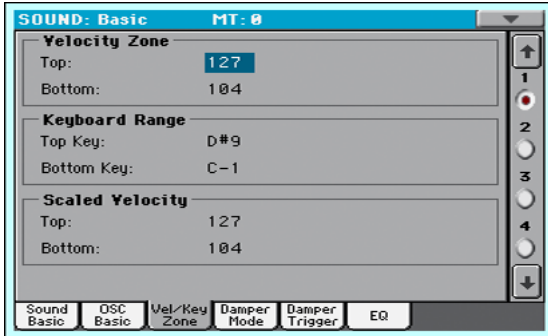 SOUND: Basic MT: 0
Velocity Zone
Top: 127
Bottom: 104
Keyboard Range
Top Key: D#9
Bottom Key: C-1
Scaled Velocity
Top: 127
Bottom: 104
1
2
3
4
Sound Basic
OSC Basic
Vel/Key Zone
Damper Mode
Damper Trigger
EQ